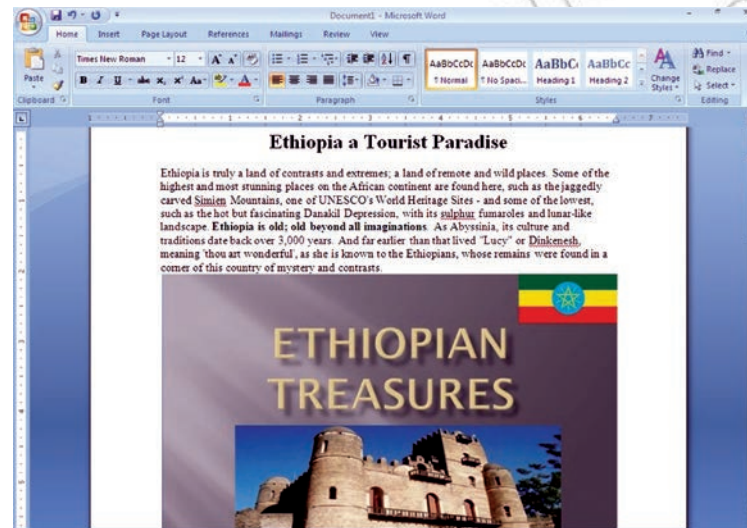 Document1 - Microsoft Word
Home Insert Page Layout References Mailings Review View
Paste
Clipboard
Times New Roman 12
B I U abe x, x² Aa
Font
Paragraph
AaBbCcDc AaBbCcDc AaBbC AaBbCc
¶ Normal ¶ No Spaci... Heading 1 Heading 2
Change Styles
Styles
Find
Replace
Select
Editing
Ethiopia a Tourist Paradise
Ethiopia is truly a land of contrasts and extremes; a land of remote and wild places. Some of the
highest and most stunning places on the African continent are found here, such as the jaggedly
carved Simien Mountains, one of UNESCO's World Heritage Sites - and some of the lowest,
such as the hot but fascinating Danakil Depression, with its sulphur fumaroles and lunar-like
landscape. Ethiopia is old; old beyond all imaginations. As Abyssinia, its culture and
traditions date back over 3,000 years. And far earlier than that lived "Lucy" or Dinkenesh,
meaning 'thou art wonderful', as she is known to the Ethiopians, whose remains were found in a
corner of this country of mystery and contrasts.
ETHIOPIAN
TREASURES